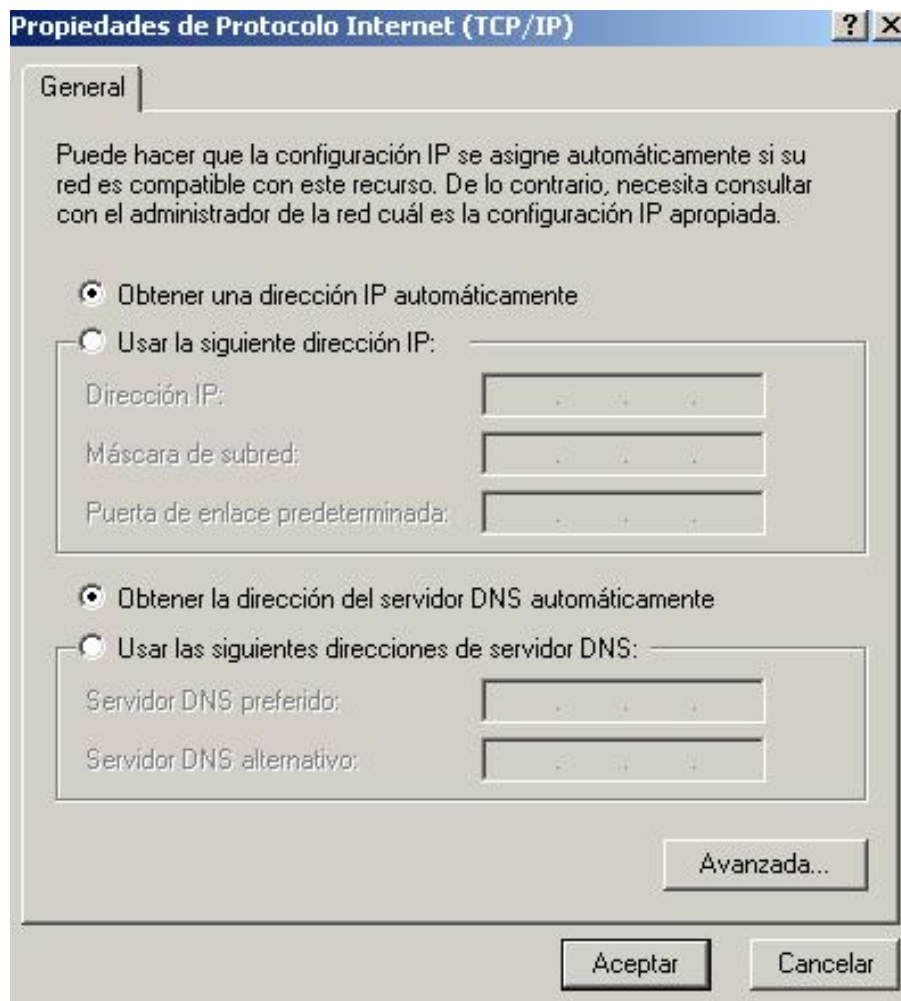 Propiedades de Protocolo Internet (TCP/IP)
General
Puede hacer que la configuración IP se asigne automáticamente si su
red es compatible con este recurso. De lo contrario, necesita consultar
con el administrador de la red cuál es la configuración IP apropiada.
Obtener una dirección IP automáticamente
Usar la siguiente dirección IP:
Dirección IP:
Máscara de subred:
Puerta de enlace predeterminada:
Obtener la dirección del servidor DNS automáticamente
Usar las siguientes direcciones de servidor DNS:
Servidor DNS preferido:
Servidor DNS alternativo:
Avanzada...
Aceptar Cancelar